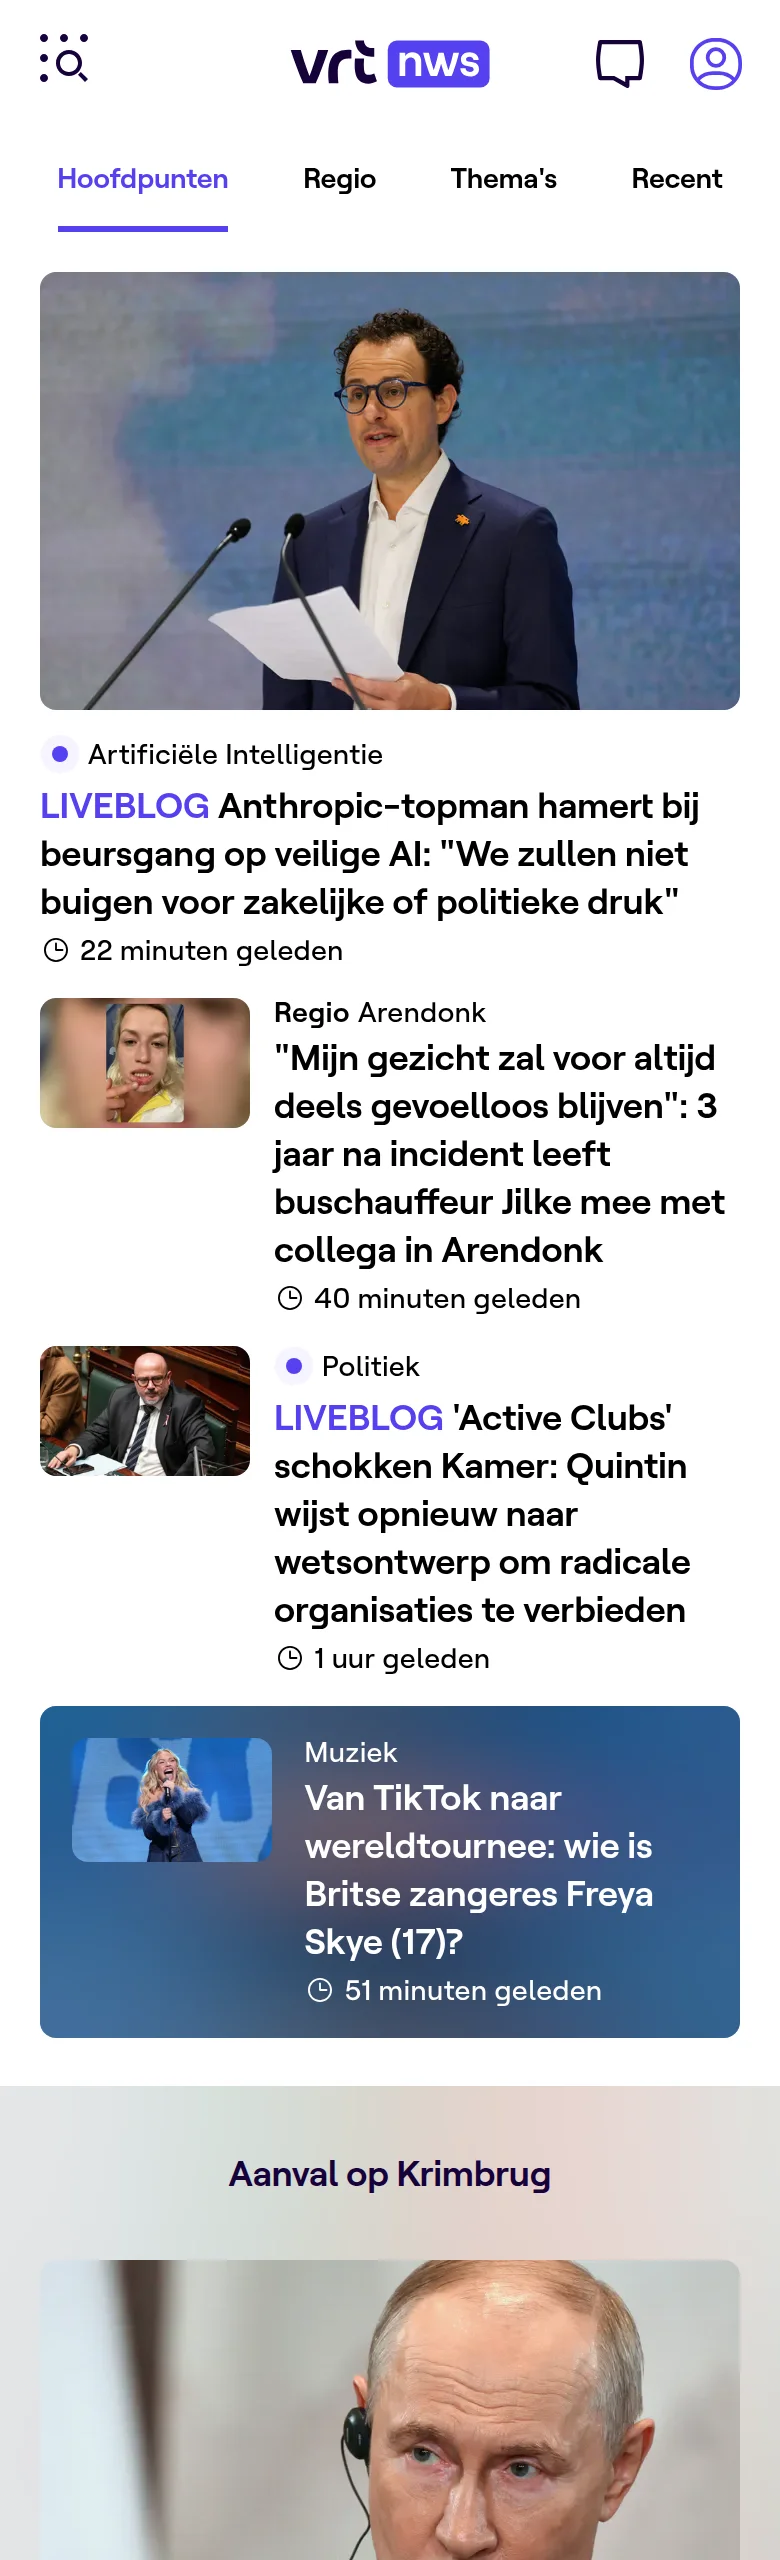 vrt nws
Hoofdpunten Regio Thema's Recent
Artificiële Intelligentie
LIVEBLOG Anthropic-topman hamert bij
beursgang op veilige AI: "We zullen niet
buigen voor zakelijke of politieke druk"
22 minuten geleden
Regio Arendonk
"Mijn gezicht zal voor altijd
deels gevoelloos blijven": 3
jaar na incident leeft
buschauffeur Jilke mee met
collega in Arendonk
40 minuten geleden
Politiek
LIVEBLOG 'Active Clubs'
schokken Kamer: Quintin
wijst opnieuw naar
wetsontwerp om radicale
organisaties te verbieden
1 uur geleden
Muziek
Van TikTok naar
wereldtournee: wie is
Britse zangeres Freya
Skye (17)?
51 minuten geleden
Aanval op Krimbrug